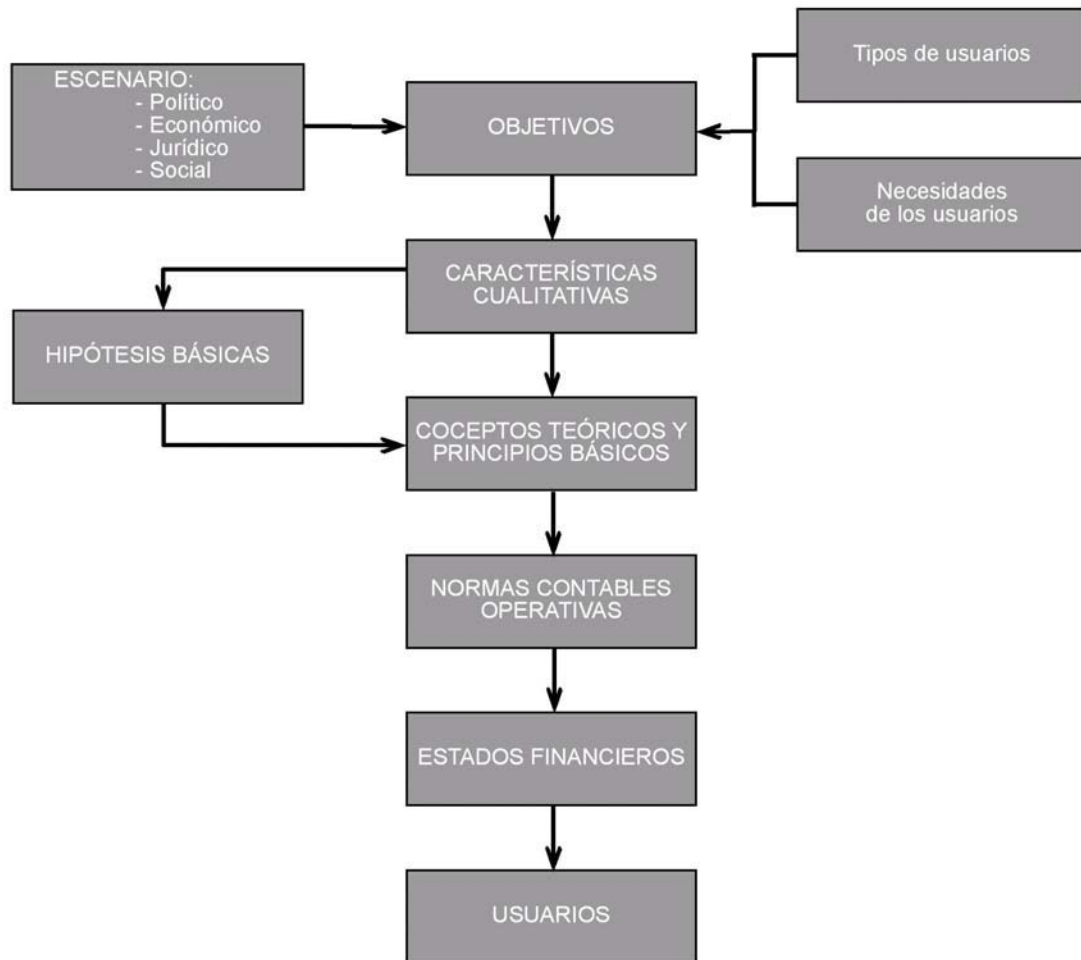 ESCENARIO:
- Político
- Económico
- Jurídico
- Social
OBJETIVOS
Tipos de usuarios
Necesidades
de los usuarios
CARACTERÍSTICAS
CUALITATIVAS
HIPÓTESIS BÁSICAS
COCEPTOS TEÓRICOS Y
PRINCIPIOS BÁSICOS
NORMAS CONTABLES
OPERATIVAS
ESTADOS FINANCIEROS
USUARIOS